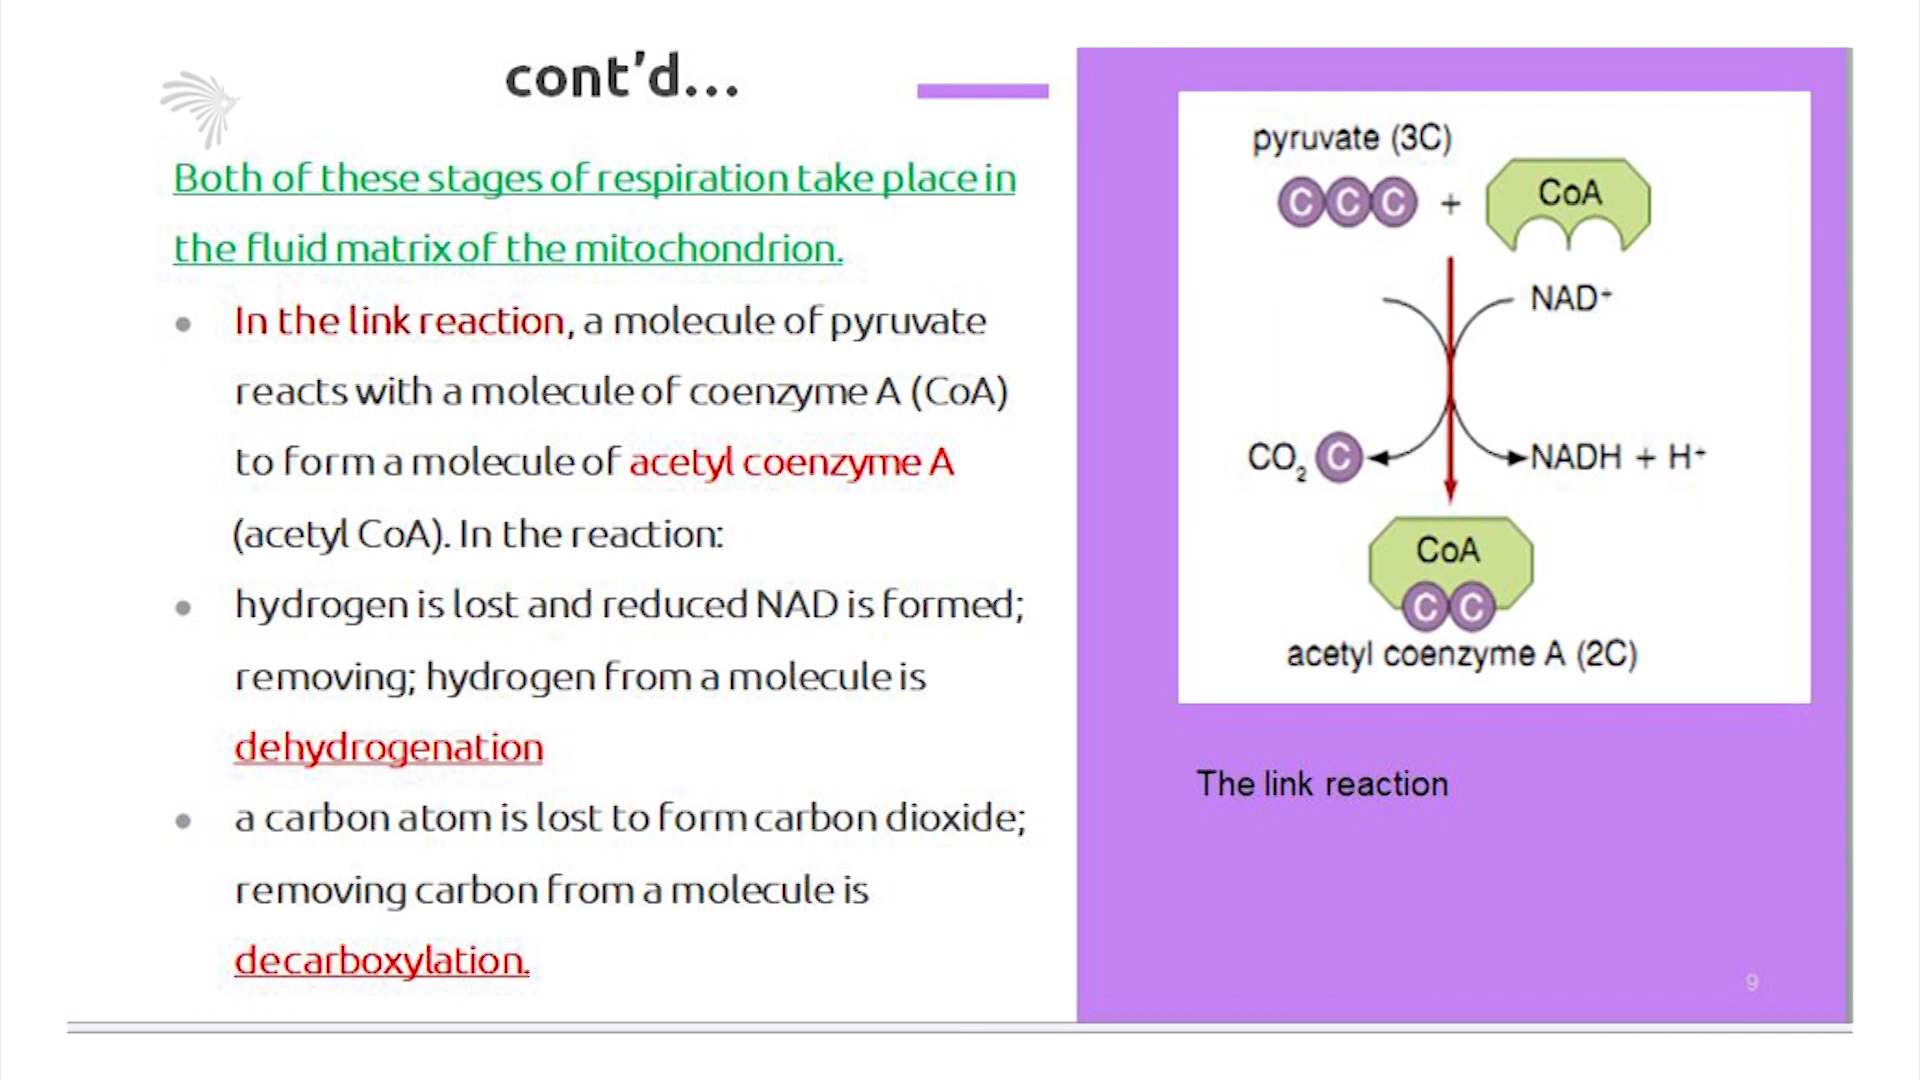 cont’d...
Both of these stages of respiration take place in
the fluid matrix of the mitochondrion.
In the link reaction, a molecule of pyruvate
reacts with a molecule of coenzyme A (CoA)
to form a molecule of acetyl coenzyme A
(acetyl CoA). In the reaction:
hydrogen is lost and reduced NAD is formed;
removing; hydrogen from a molecule is
dehydrogenation
a carbon atom is lost to form carbon dioxide;
removing carbon from a molecule is
decarboxylation.
pyruvate (3C)
C C C + CoA
NAD⁺
CO₂ C NADH + H⁺
CoA
C C
acetyl coenzyme A (2C)
The link reaction
9